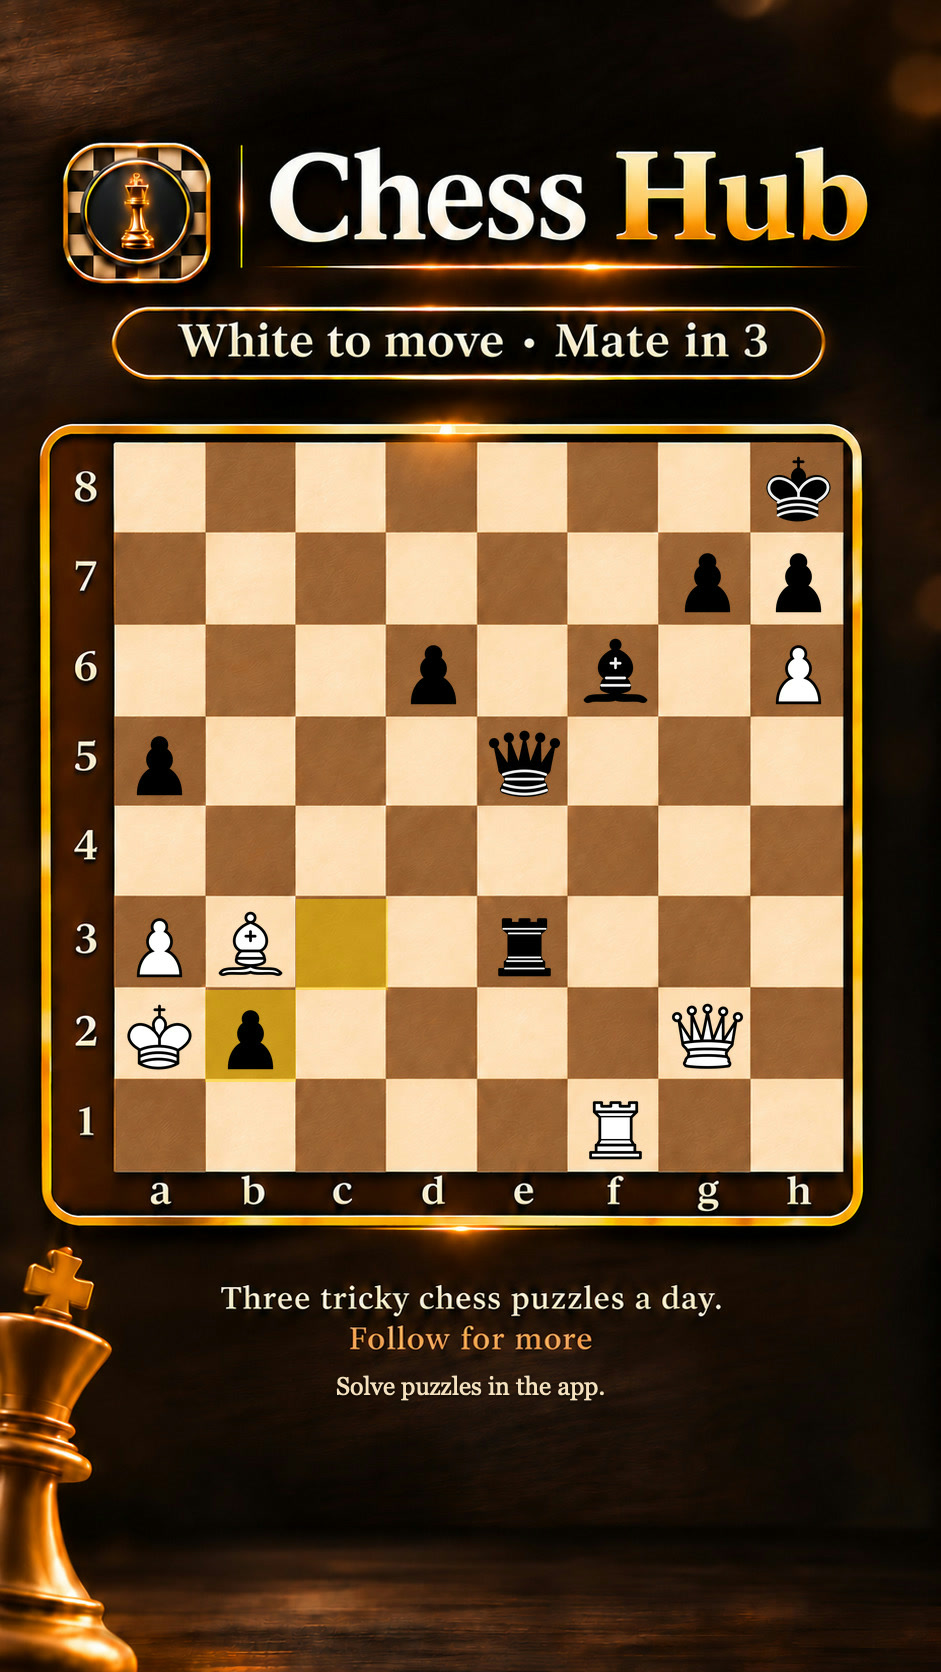 Chess Hub
White to move • Mate in 3
8
7
6
5
4
3
2
1
a b c d e f g h
Three tricky chess puzzles a day.
Follow for more
Solve puzzles in the app.